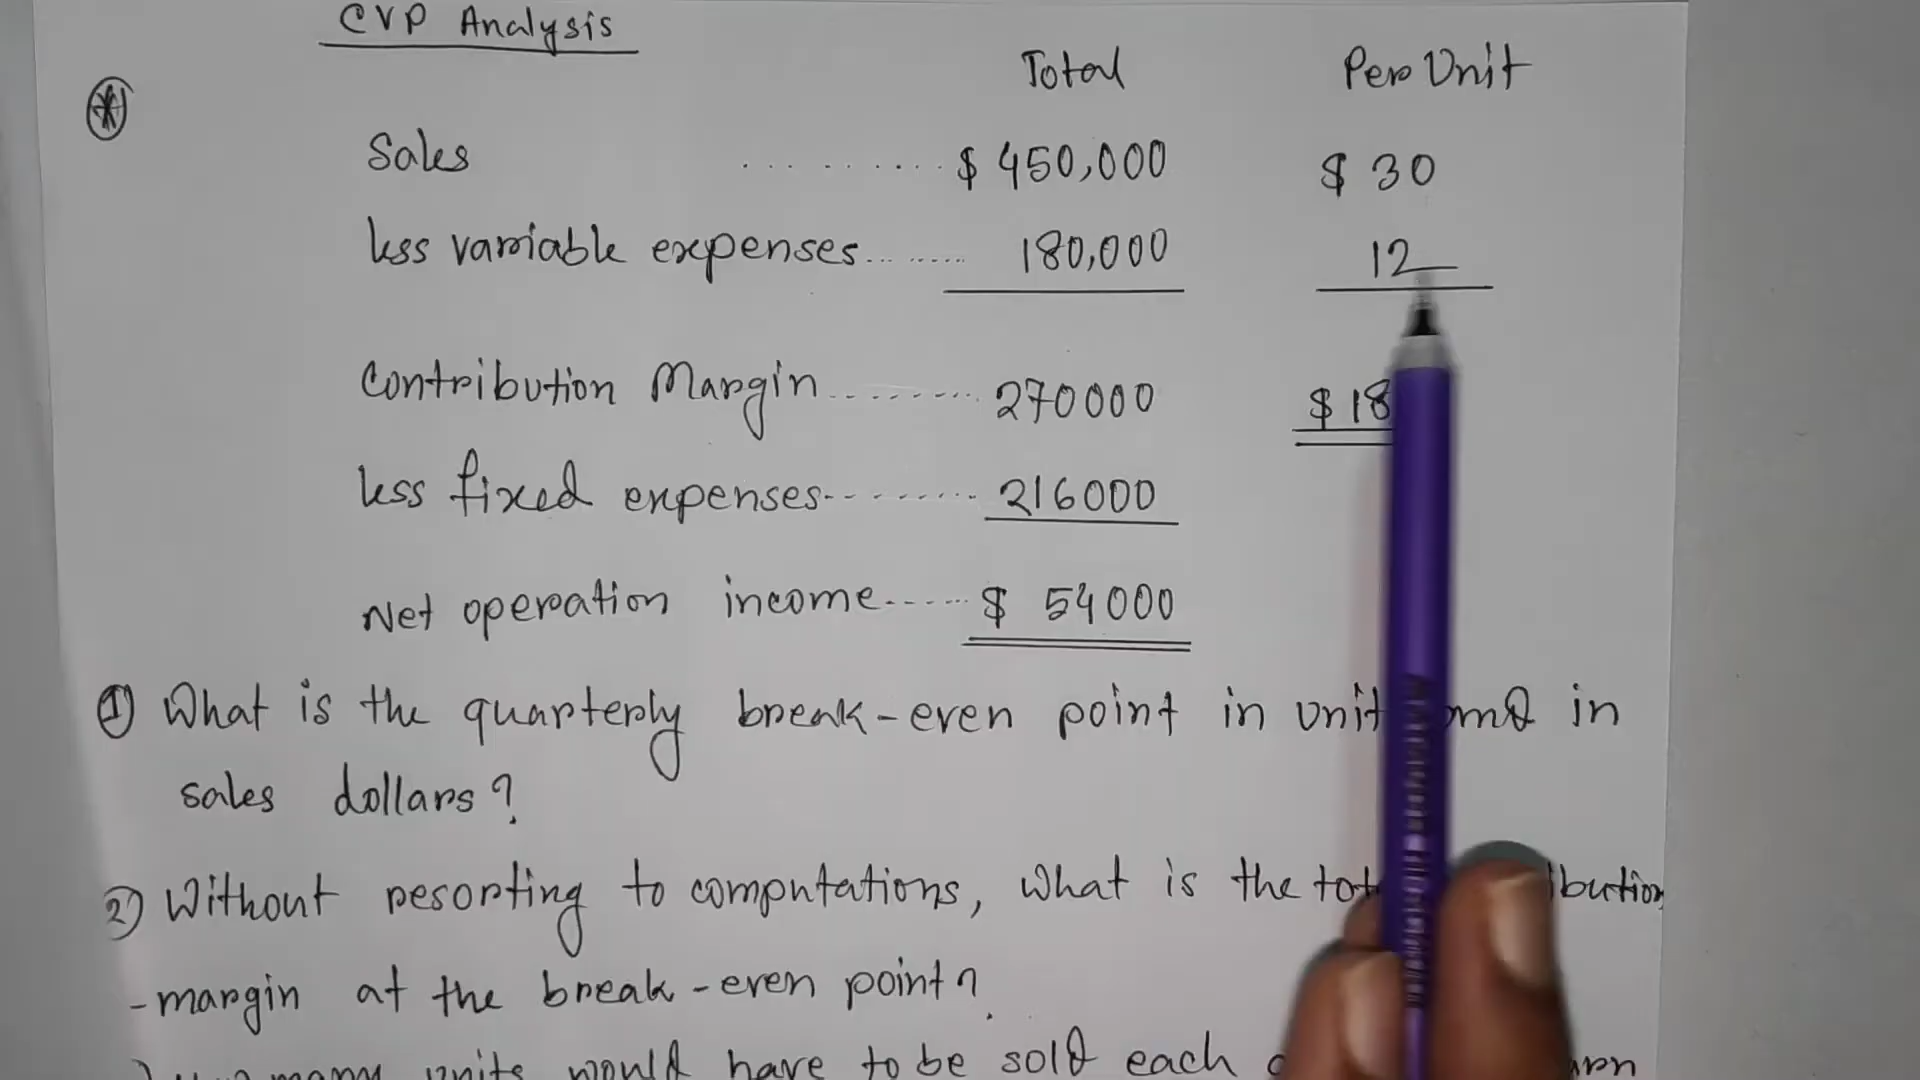 CVP Analysis
Total Per Unit
Sales .......... $ 450,000 $ 30
less variable expenses......... 180,000 12
Contribution Margin......... 270000 $ 18
less fixed expenses......... 216000
Net operation income...... $ 54000
① What is the quarterly break-even point in unit in
sales dollars?
② Without resorting to computations, what is the
-margin at the break-even point?
many units would have to be sold each